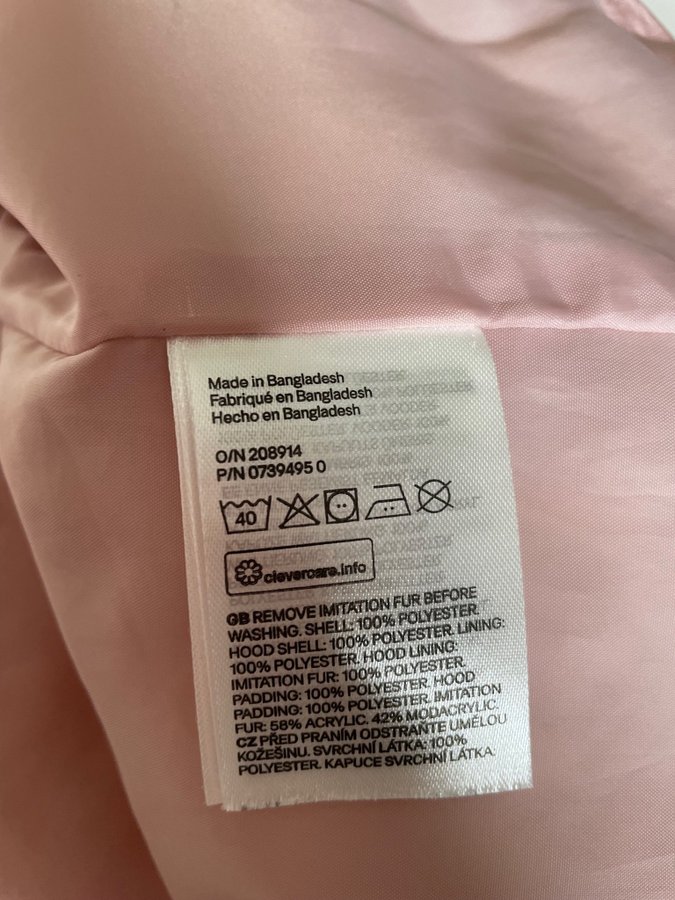 Made in Bangladesh
Fabriqué en Bangladesh
Hecho en Bangladesh
O/N 208914
P/N 0739495 0
40
clevercare.info
GB REMOVE IMITATION FUR BEFORE
WASHING. SHELL: 100% POLYESTER.
HOOD SHELL: 100% POLYESTER. LINING:
100% POLYESTER. HOOD LINING:
IMITATION FUR: 100% POLYESTER.
PADDING: 100% POLYESTER. HOOD
PADDING: 100% POLYESTER. IMITATION
FUR: 58% ACRYLIC. 42% MODACRYLIC.
CZ PŘED PRANÍM ODSTRAŇTE UMĚLOU
KOŽEŠINU. SVRCHNÍ LÁTKA: 100%
POLYESTER. KAPUCE SVRCHNÍ LÁTKA: